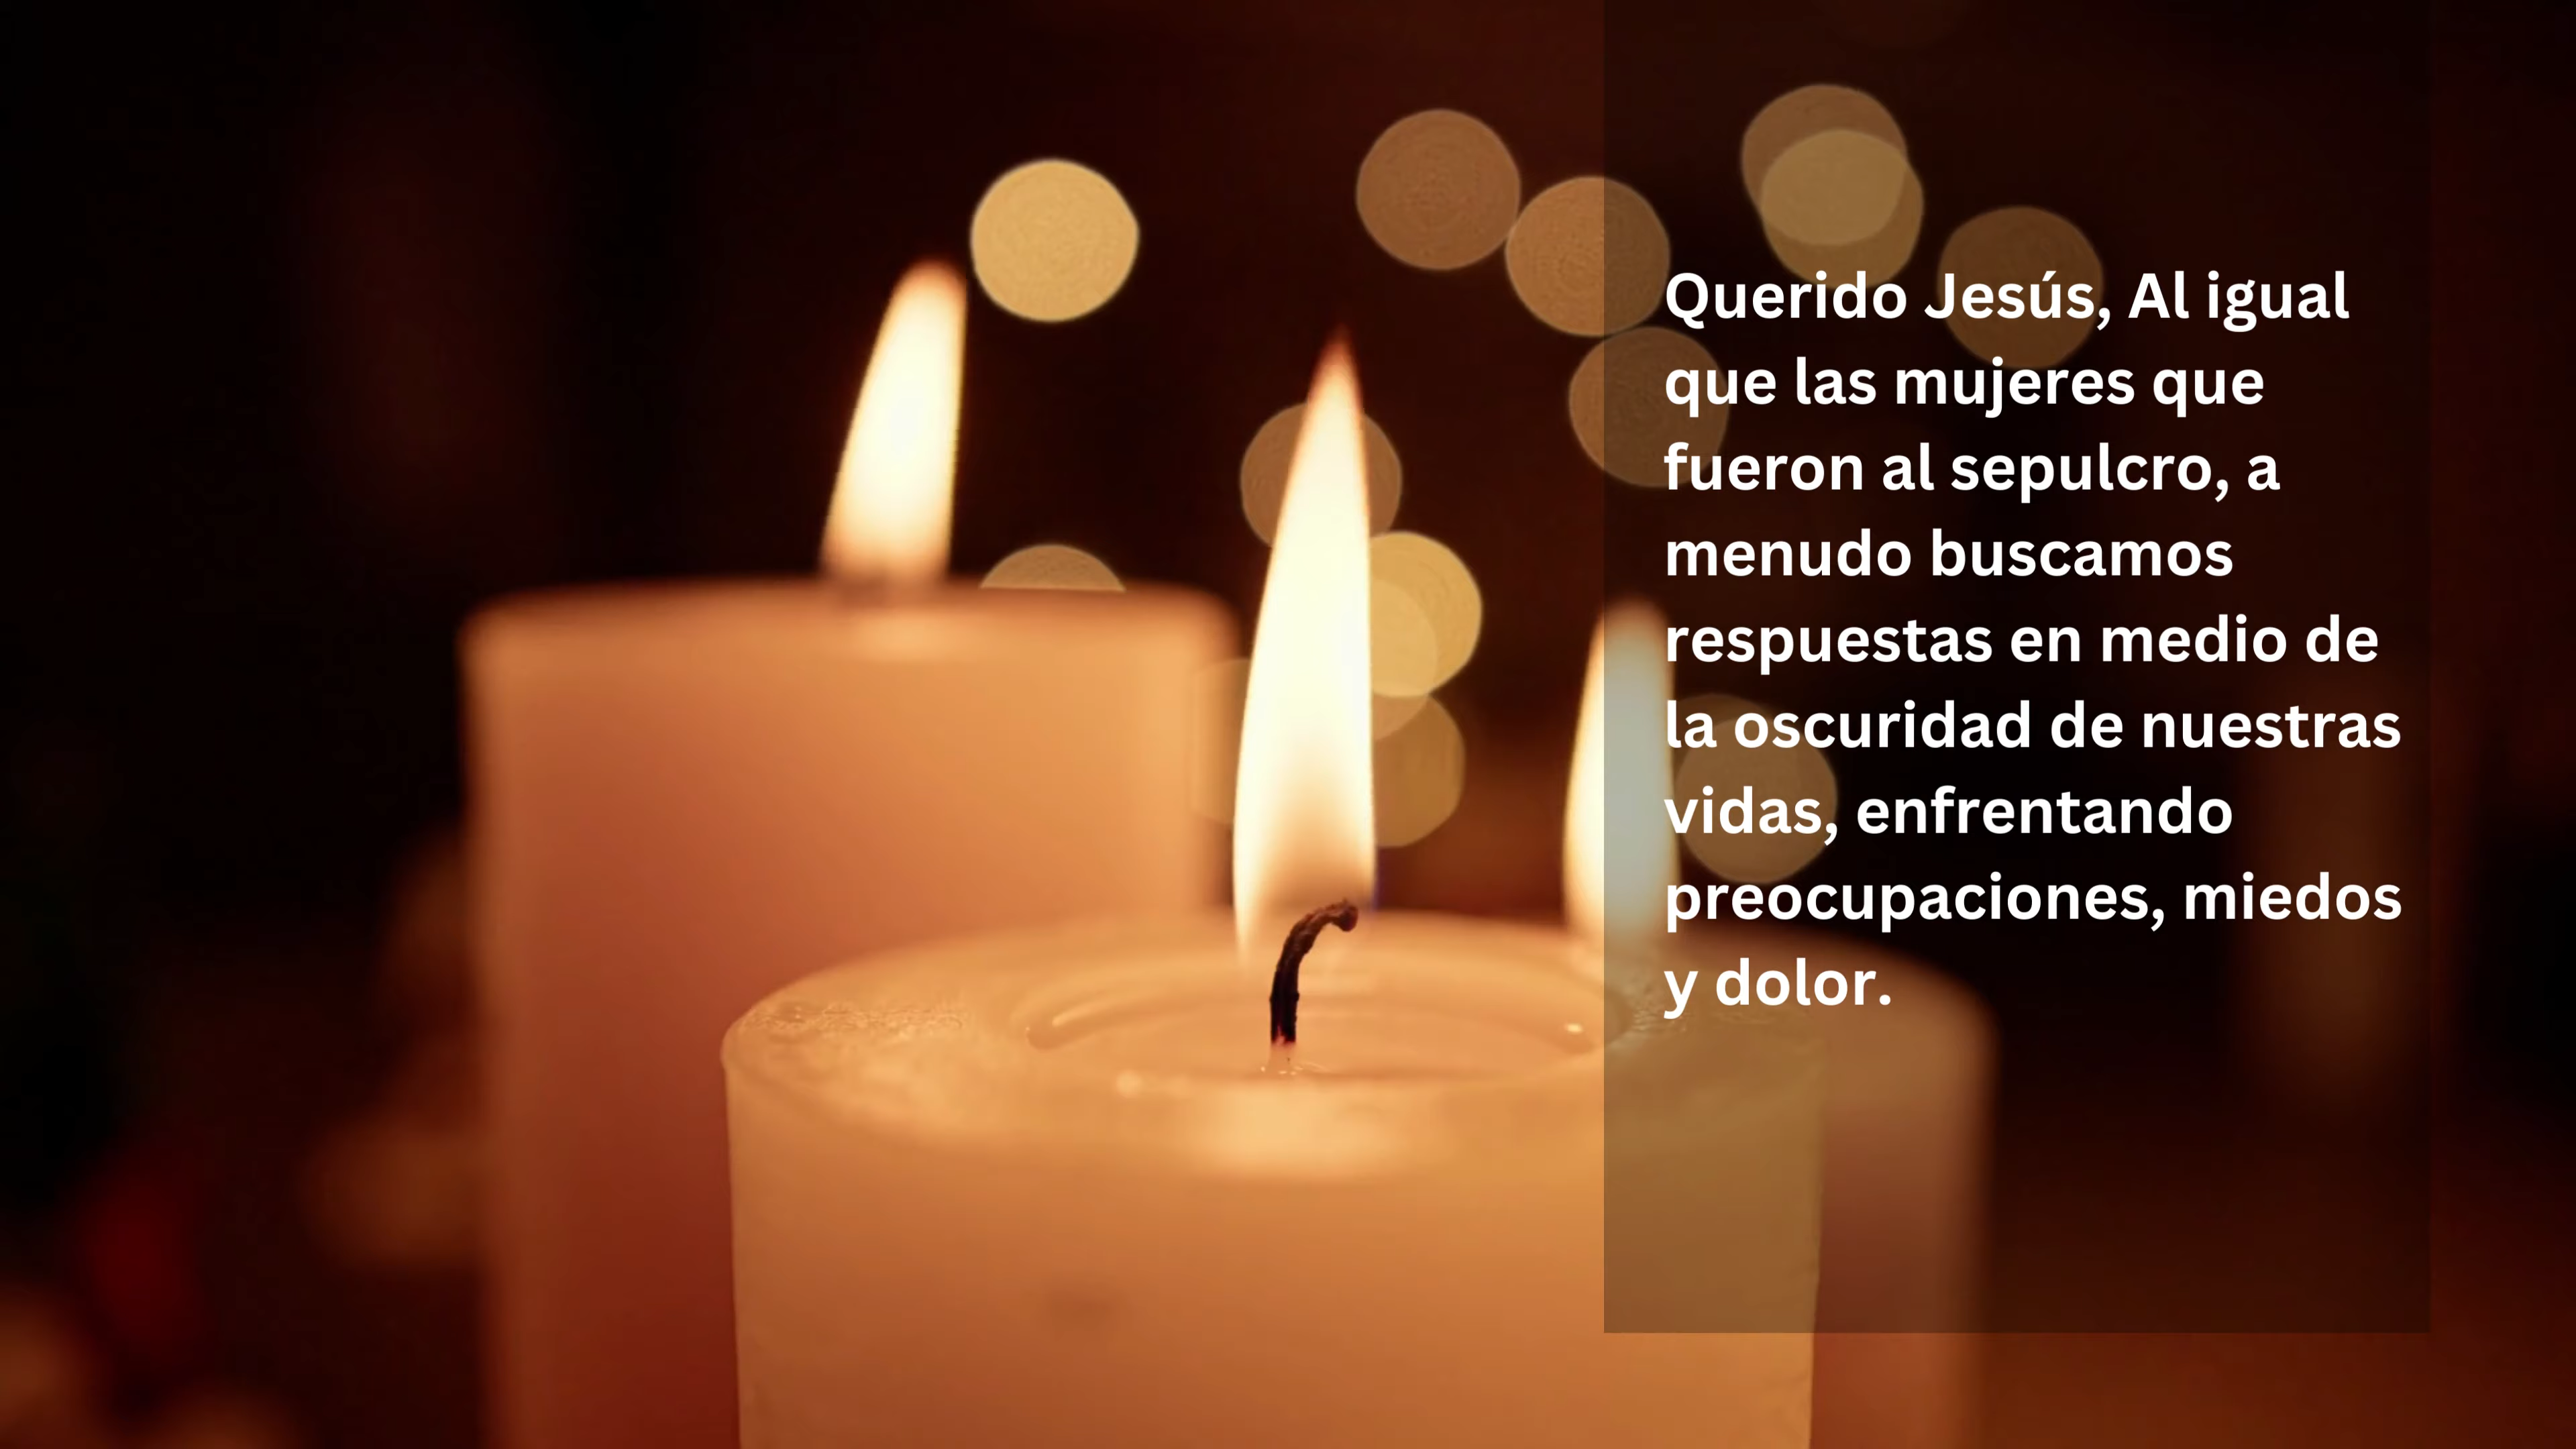 Querido Jesús, Al igual
que las mujeres que
fueron al sepulcro, a
menudo buscamos
respuestas en medio de
la oscuridad de nuestras
vidas, enfrentando
preocupaciones, miedos
y dolor.